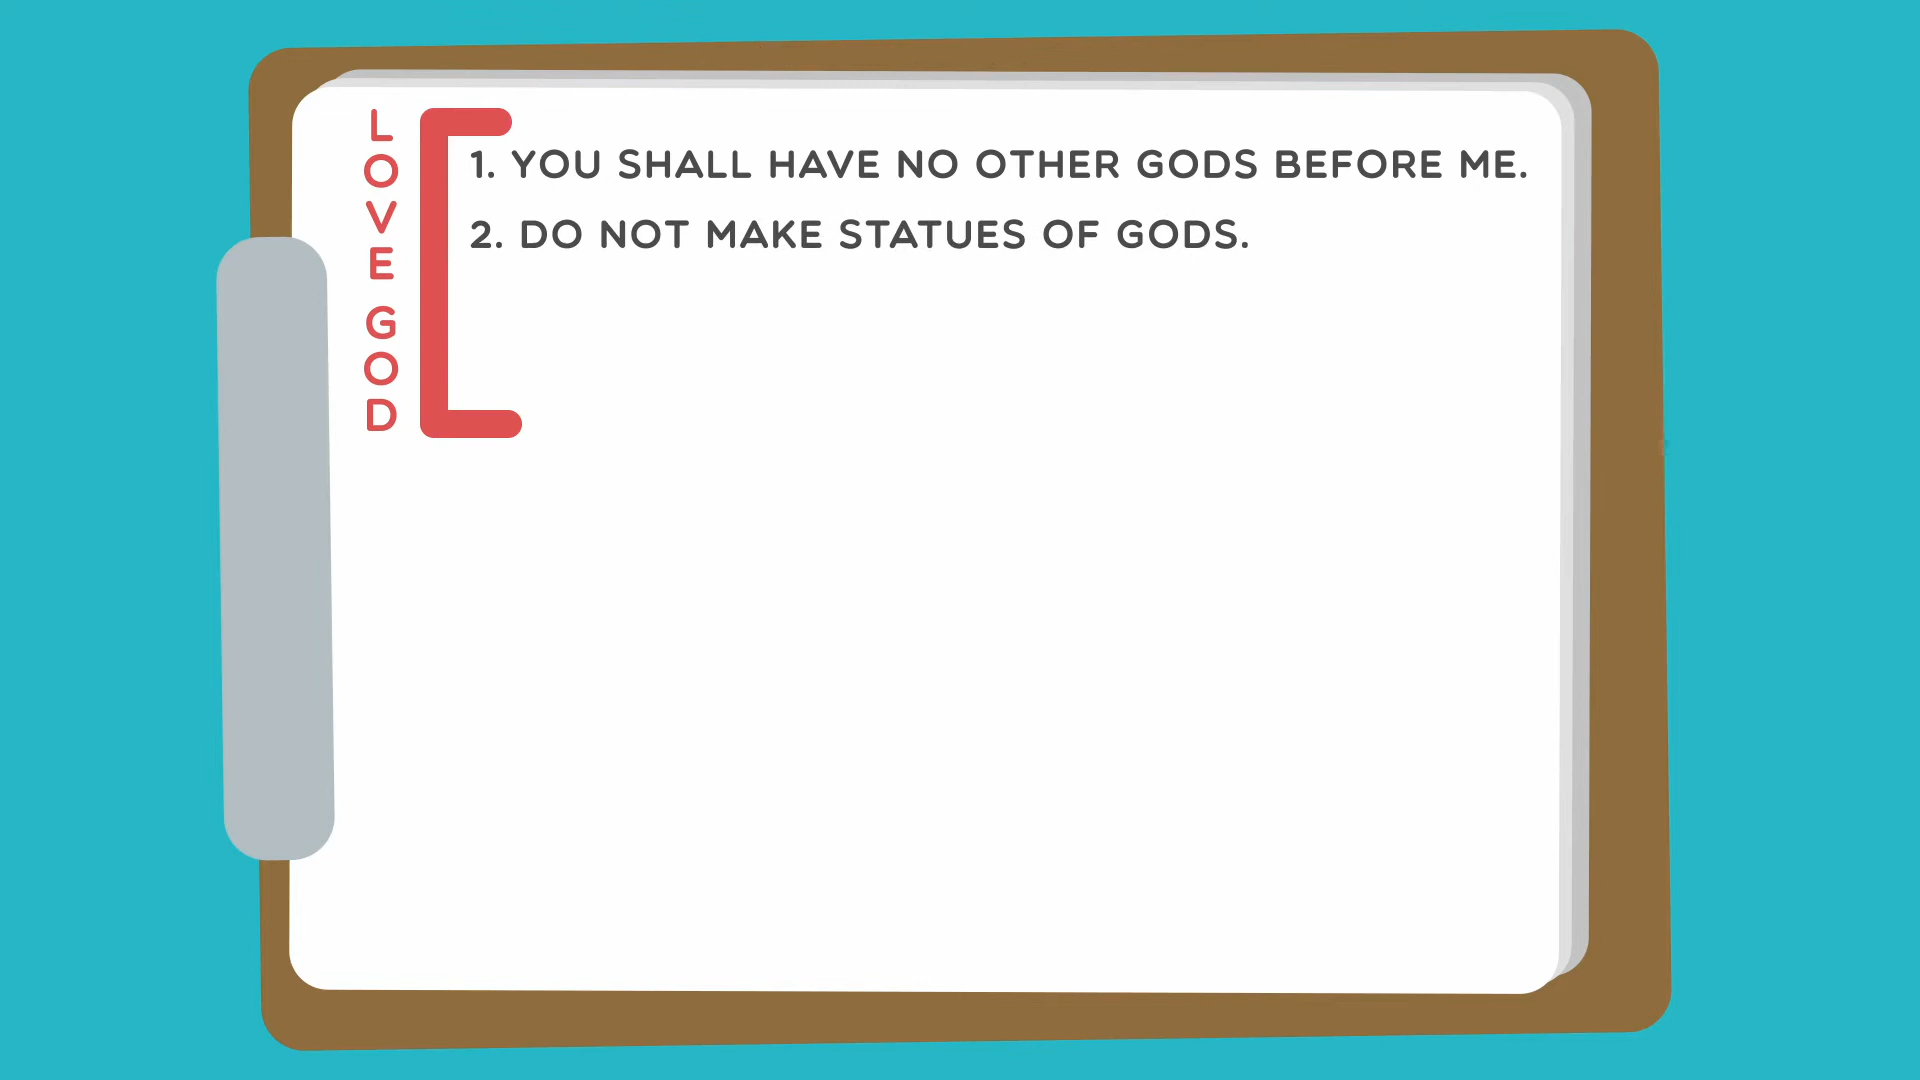 LOVE GOD
1. YOU SHALL HAVE NO OTHER GODS BEFORE ME.
2. DO NOT MAKE STATUES OF GODS.